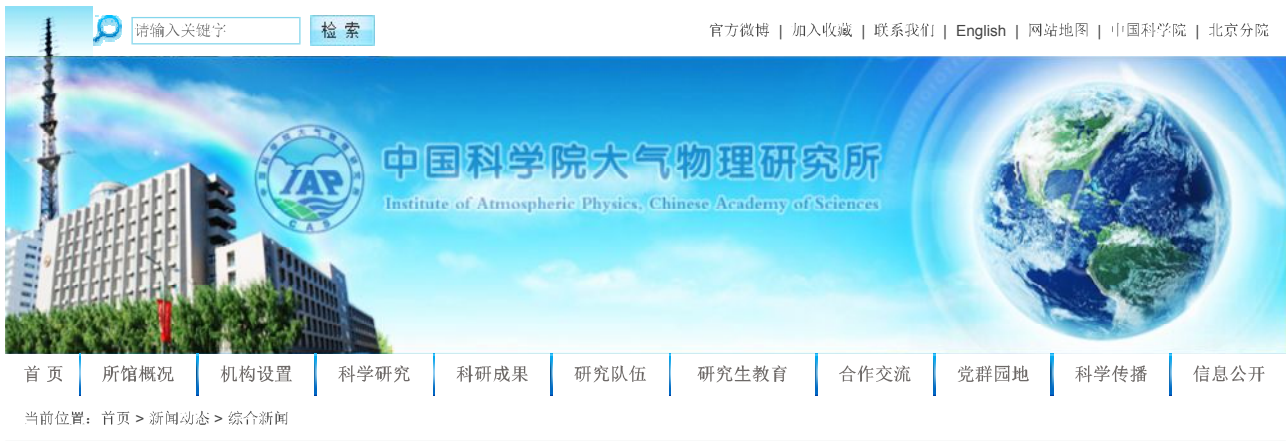 请输入关键字 检 索 官方微博 | 加入收藏 | 联系我们 | English | 网站地图 | 中国科学院 | 北京分院
中国科学院大气物理研究所
IAP
CAS
Institute of Atmospheric Physics, Chinese Academy of Sciences
首 页 所馆概况 机构设置 科学研究 科研成果 研究队伍 研究生教育 合作交流 党群园地 科学传播 信息公开
当前位置：首页 > 新闻动态 > 综合新闻